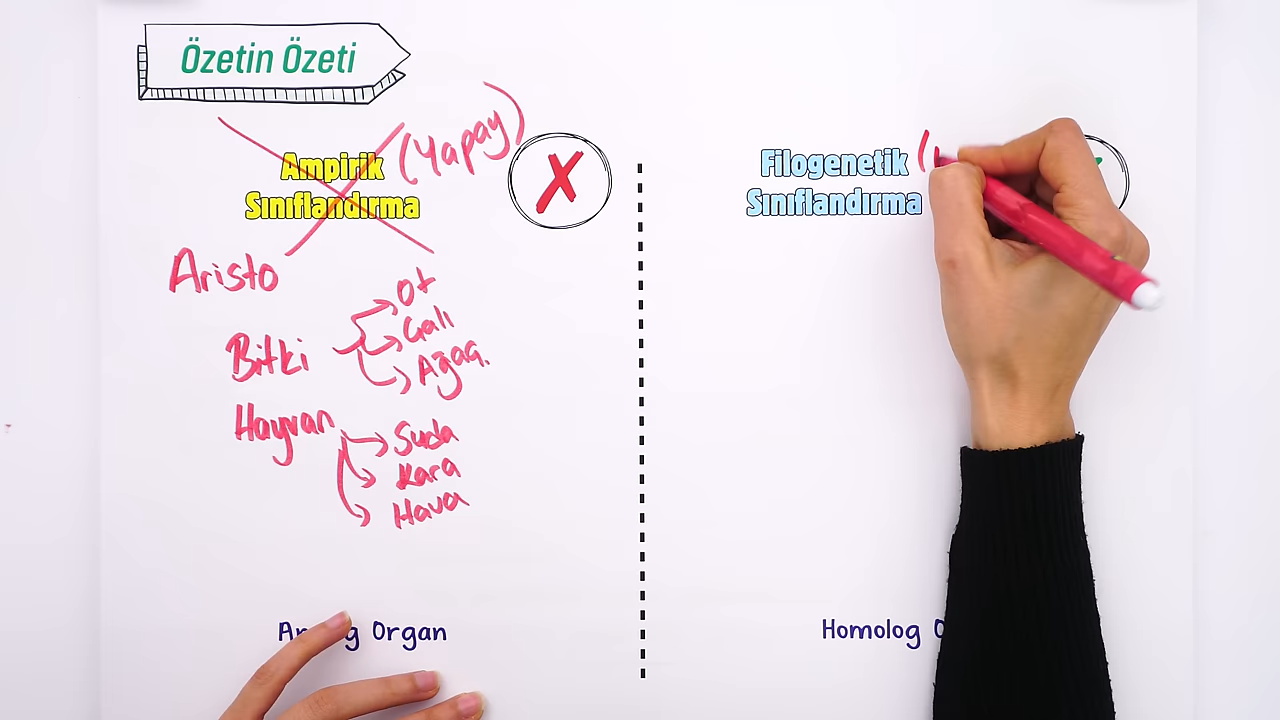 Özetin Özeti
Ampirik (Yapay)
Sınıflandırma
Aristo
Bitki
Ot
Çalı
Ağaç.
Hayvan
Suda
Kara
Hava
Organ
Filogenetik (
Sınıflandırma
Homolog